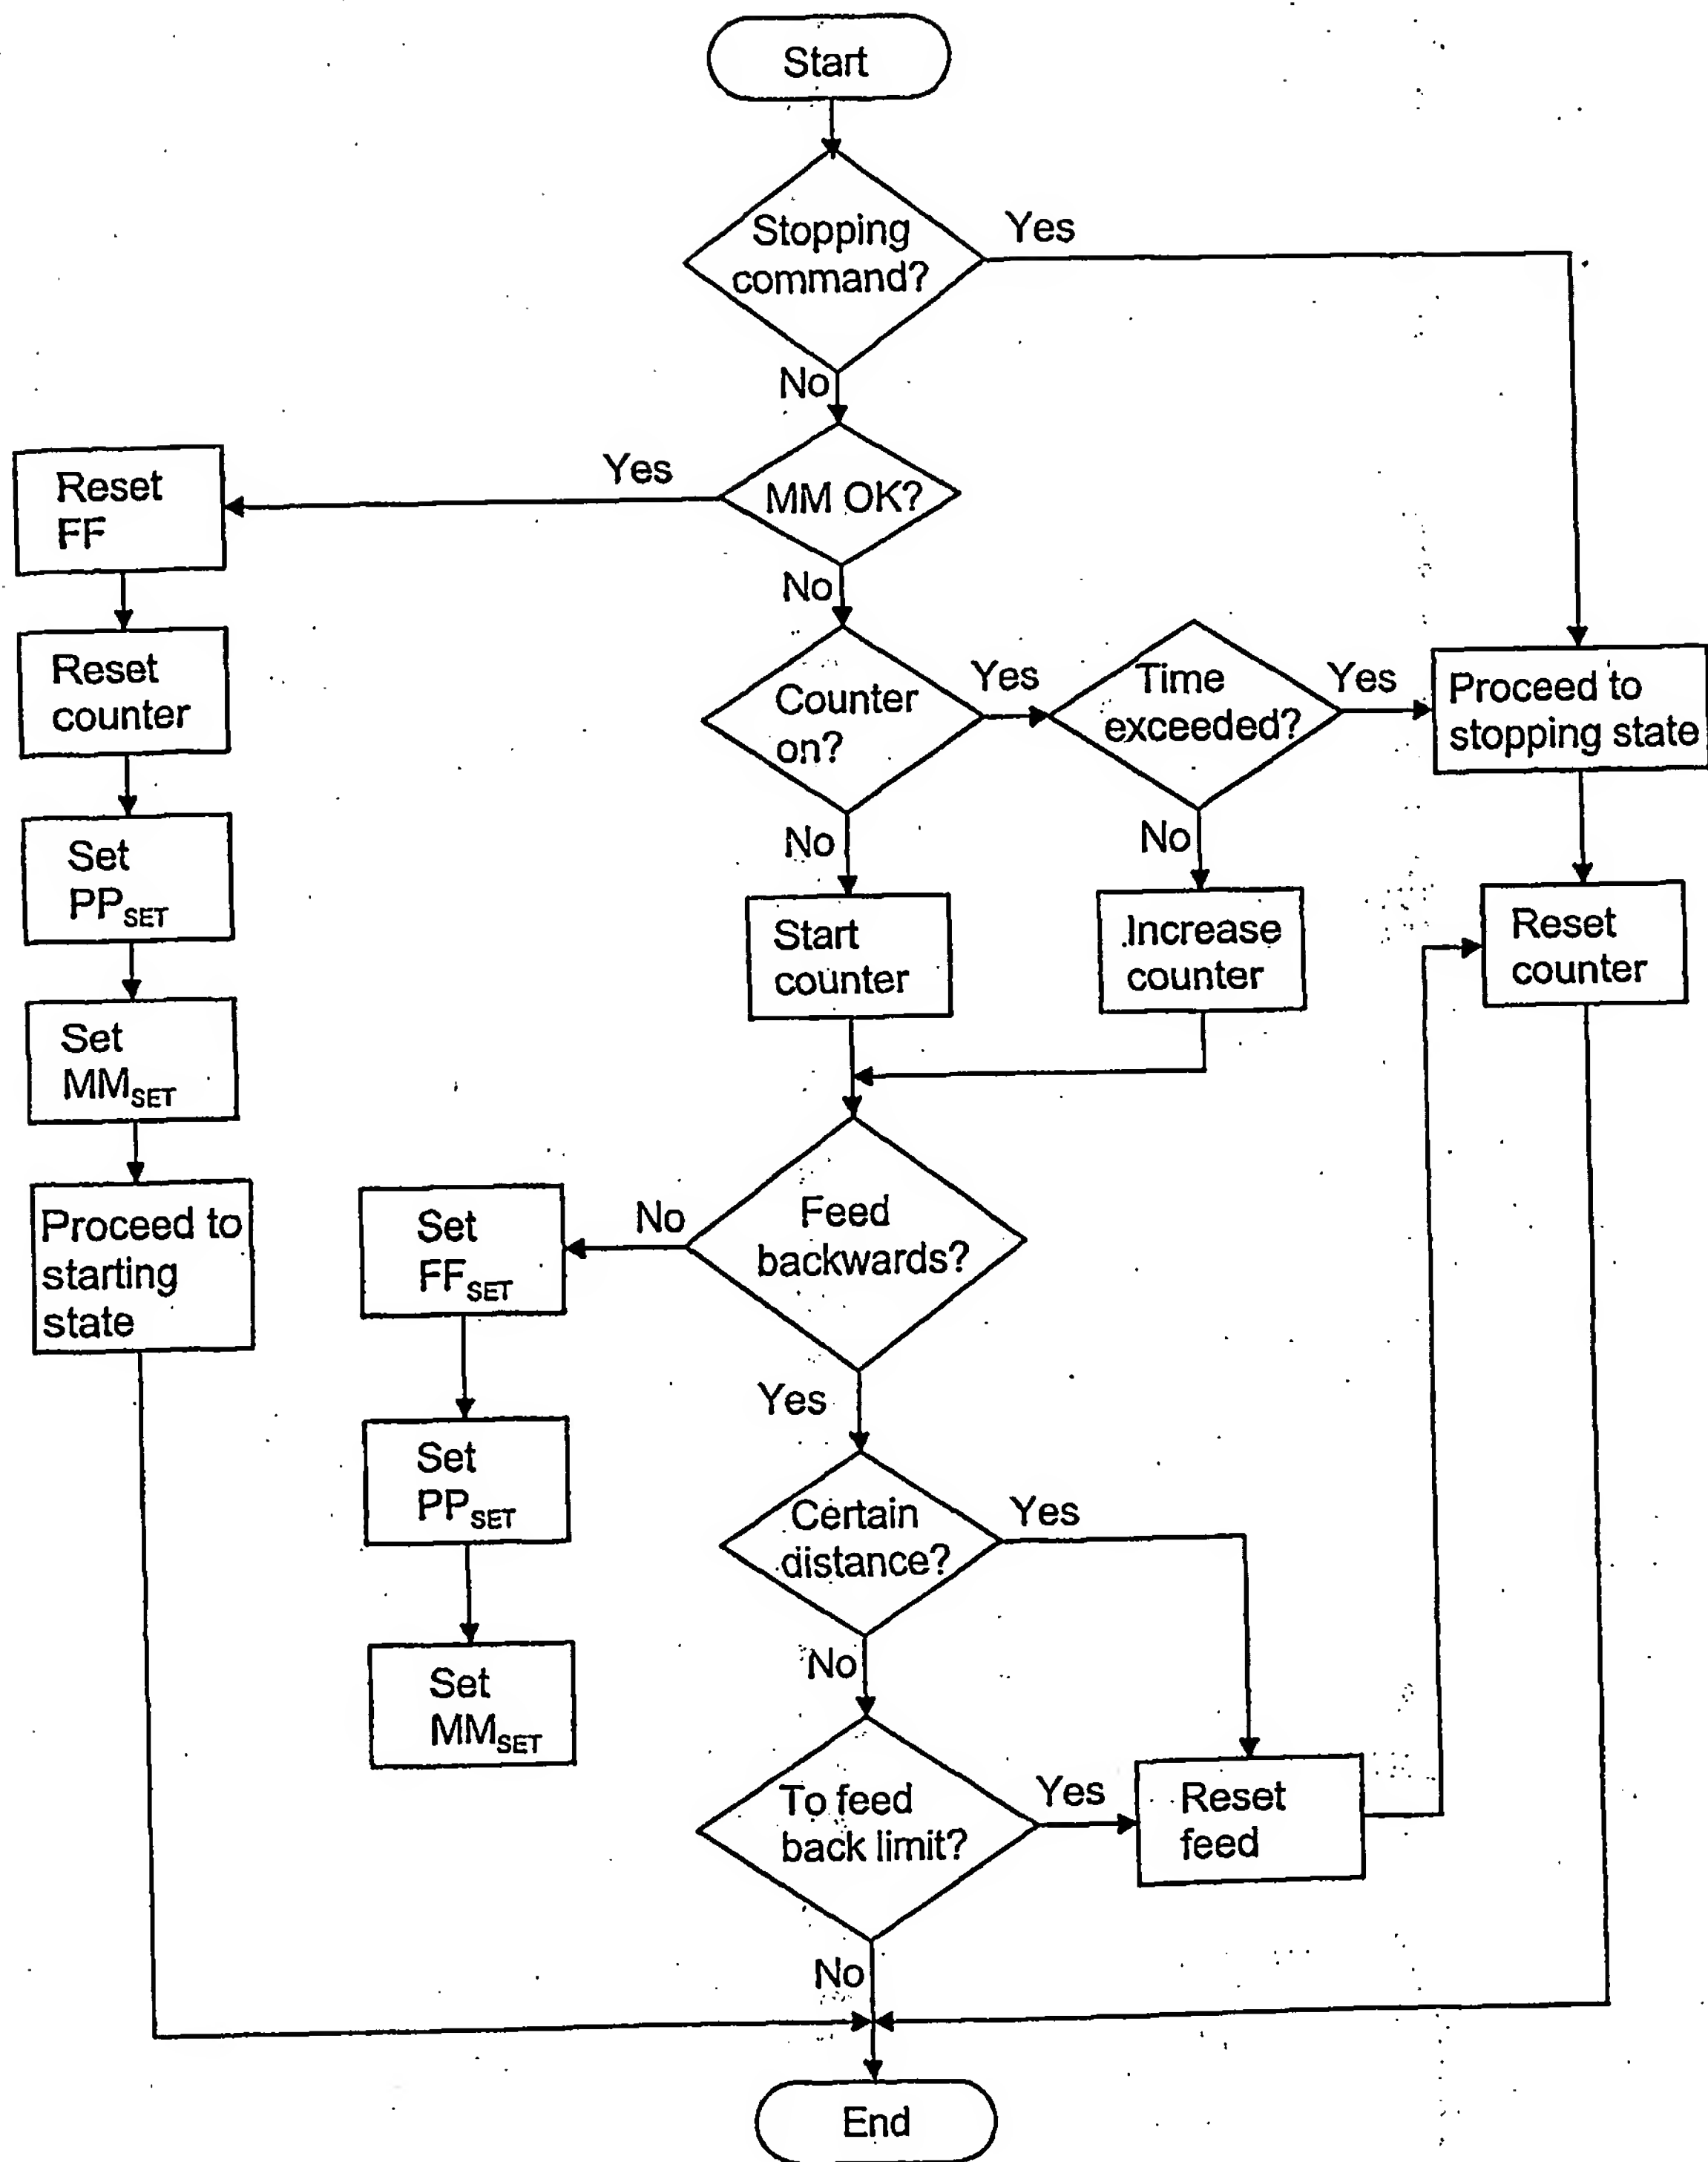 Start
Stopping
command?
Yes
No
MM OK?
Yes
No
Reset
FF
Reset
counter
Set
PPSET
Set
MMSET
Proceed to
starting
state
Counter
on?
Yes
No
Time
exceeded?
Yes
No
Proceed to
stopping state
Start
counter
Increase
counter
Reset
counter
Feed
backwards?
No
Yes
Set
FFSET
Set
PPSET
Set
MMSET
Certain
distance?
Yes
No
To feed
back limit?
Yes
No
Reset
feed
End